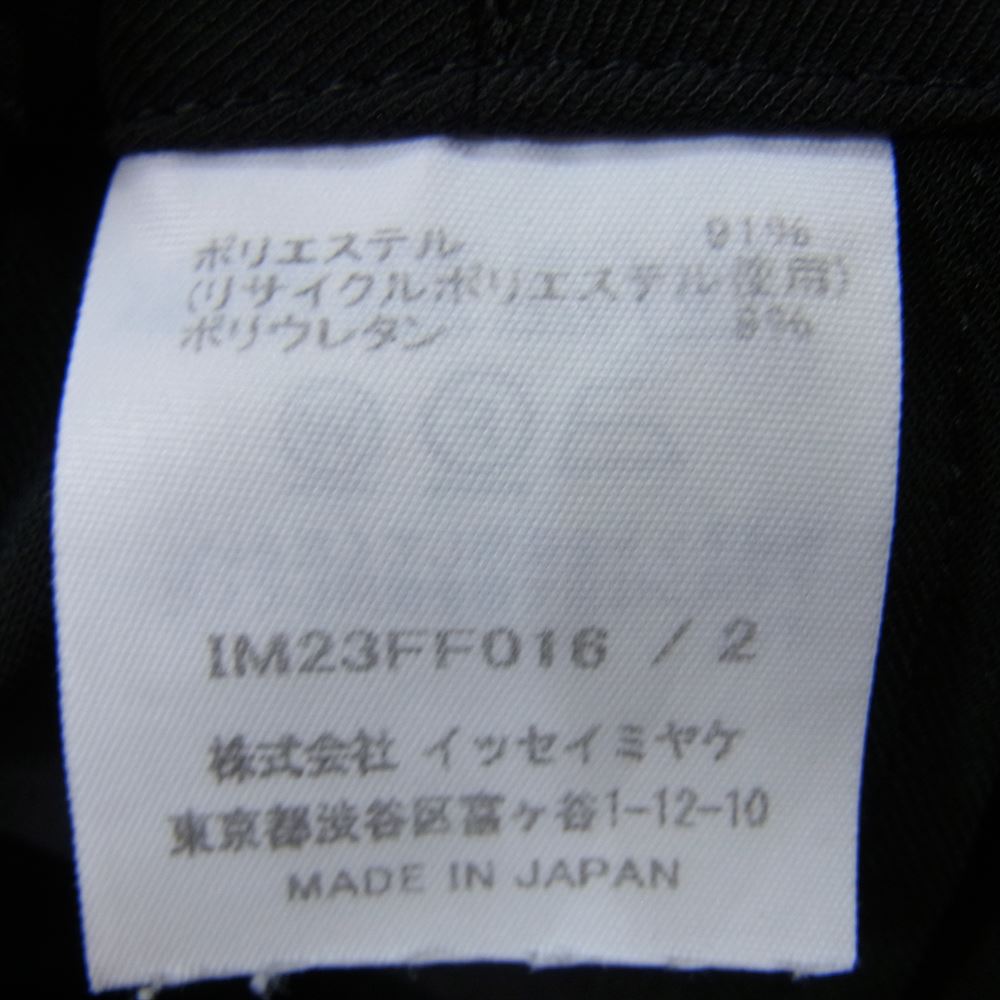 ポリエステル 91%
(リサイクルポリエステル使用)
ポリウレタン 9%
IM23FF016 / 2
株式会社 イッセイミヤケ
東京都渋谷区富ヶ谷1-12-10
MADE IN JAPAN